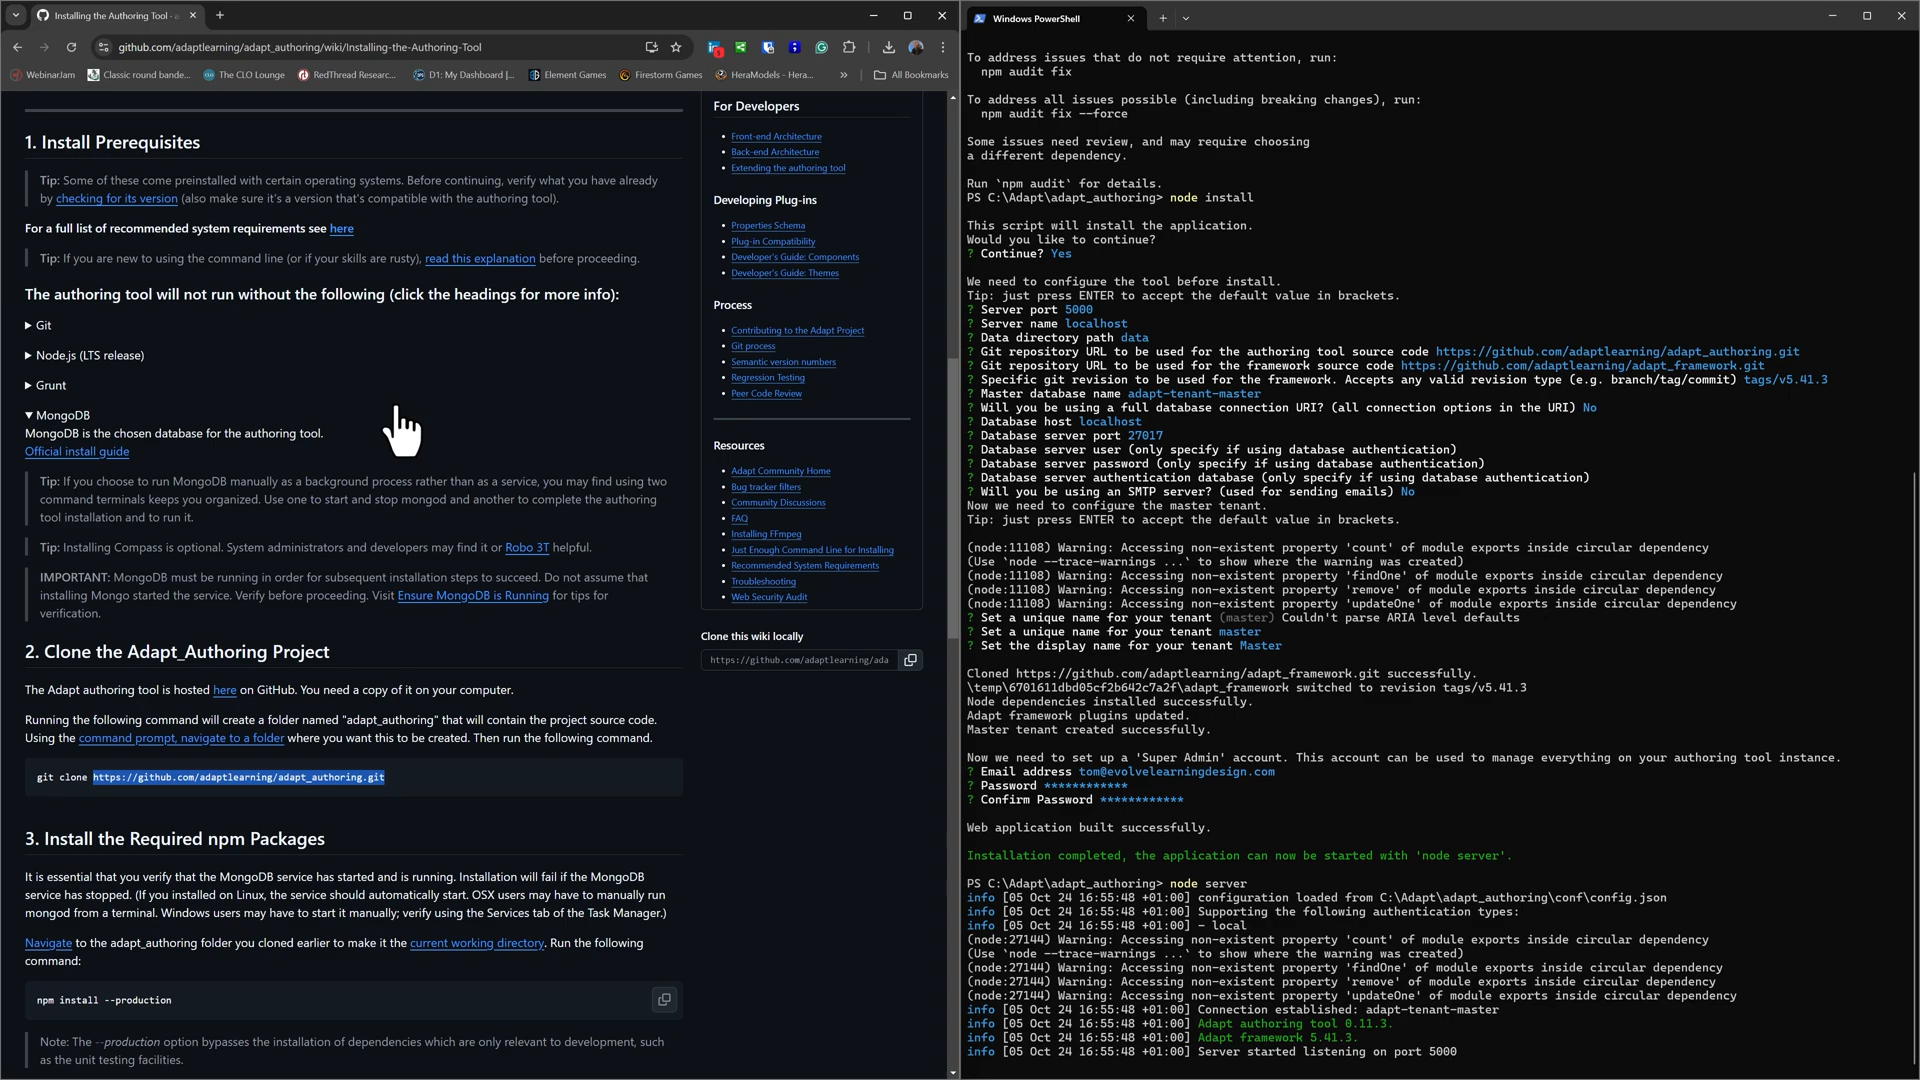 Installing the Authoring Tool · a
github.com/adaptlearning/adapt_authoring/wiki/Installing-the-Authoring-Tool
WebinarJam
Classic round bande...
The CLO Lounge
RedThread Researc...
D1: My Dashboard |...
Element Games
Firestorm Games
HeraModels - Hera...
»
All Bookmarks
1. Install Prerequisites
Tip: Some of these come preinstalled with certain operating systems. Before continuing, verify what you have already
by checking for its version (also make sure it's a version that's compatible with the authoring tool).
For a full list of recommended system requirements see here
Tip: If you are new to using the command line (or if your skills are rusty), read this explanation before proceeding.
The authoring tool will not run without the following (click the headings for more info):
Git
Node.js (LTS release)
Grunt
MongoDB
MongoDB is the chosen database for the authoring tool.
Official install guide
Tip: If you choose to run MongoDB manually as a background process rather than as a service, you may find using two
command terminals keeps you organized. Use one to start and stop mongod and another to complete the authoring
tool installation and to run it.
Tip: Installing Compass is optional. System administrators and developers may find it or Robo 3T helpful.
IMPORTANT: MongoDB must be running in order for subsequent installation steps to succeed. Do not assume that
installing Mongo started the service. Verify before proceeding. Visit Ensure MongoDB is Running for tips for
verification.
2. Clone the Adapt_Authoring Project
The Adapt authoring tool is hosted here on GitHub. You need a copy of it on your computer.
Running the following command will create a folder named "adapt_authoring" that will contain the project source code.
Using the command prompt, navigate to a folder where you want this to be created. Then run the following command.
git clone https://github.com/adaptlearning/adapt_authoring.git
3. Install the Required npm Packages
It is essential that you verify that the MongoDB service has started and is running. Installation will fail if the MongoDB
service has stopped. (If you installed on Linux, the service should automatically start. OSX users may have to manually run
mongod from a terminal. Windows users may have to start it manually; verify using the Services tab of the Task Manager.)
Navigate to the adapt_authoring folder you cloned earlier to make it the current working directory. Run the following
command:
npm install --production
Note: The --production option bypasses the installation of dependencies which are only relevant to development, such
as the unit testing facilities.
For Developers
Front-end Architecture
Back-end Architecture
Extending the authoring tool
Developing Plug-ins
Properties Schema
Plug-in Compatibility
Developer's Guide: Components
Developer's Guide: Themes
Process
Contributing to the Adapt Project
Git process
Semantic version numbers
Regression Testing
Peer Code Review
Resources
Adapt Community Home
Bug tracker filters
Community Discussions
FAQ
Installing FFmpeg
Just Enough Command Line for Installing
Recommended System Requirements
Troubleshooting
Web Security Audit
Clone this wiki locally
https://github.com/adaptlearning/ada
Windows PowerShell
To address issues that do not require attention, run:
npm audit fix
To address all issues possible (including breaking changes), run:
npm audit fix --force
Some issues need review, and may require choosing
a different dependency.
Run `npm audit` for details.
PS C:\Adapt\adapt_authoring> node install
This script will install the application.
Would you like to continue?
? Continue? Yes
We need to configure the tool before install.
Tip: just press ENTER to accept the default value in brackets.
? Server port 5000
? Server name localhost
? Data directory path data
? Git repository URL to be used for the authoring tool source code https://github.com/adaptlearning/adapt_authoring.git
? Git repository URL to be used for the framework source code https://github.com/adaptlearning/adapt_framework.git
? Specific git revision to be used for the framework. Accepts any valid revision type (e.g. branch/tag/commit) tags/v5.41.3
? Master database name adapt-tenant-master
? Will you be using a full database connection URI? (all connection options in the URI) No
? Database host localhost
? Database server port 27017
? Database server user (only specify if using database authentication)
? Database server password (only specify if using database authentication)
? Database server authentication database (only specify if using database authentication)
? Will you be using an SMTP server? (used for sending emails) No
Now we need to configure the master tenant.
Tip: just press ENTER to accept the default value in brackets.
(node:11108) Warning: Accessing non-existent property 'count' of module exports inside circular dependency
(Use `node --trace-warnings ...` to show where the warning was created)
(node:11108) Warning: Accessing non-existent property 'findOne' of module exports inside circular dependency
(node:11108) Warning: Accessing non-existent property 'remove' of module exports inside circular dependency
(node:11108) Warning: Accessing non-existent property 'updateOne' of module exports inside circular dependency
? Set a unique name for your tenant (master) Couldn't parse ARIA level defaults
? Set a unique name for your tenant master
? Set the display name for your tenant Master
Cloned https://github.com/adaptlearning/adapt_framework.git successfully.
\temp\6701611dbd05cf2b642c7a2f\adapt_framework switched to revision tags/v5.41.3
Node dependencies installed successfully.
Adapt framework plugins updated.
Master tenant created successfully.
Now we need to set up a 'Super Admin' account. This account can be used to manage everything on your authoring tool instance.
? Email address tom@evolvelearningdesign.com
? Password ************
? Confirm Password ************
Web application built successfully.
Installation completed, the application can now be started with 'node server'.
PS C:\Adapt\adapt_authoring> node server
info [05 Oct 24 16:55:48 +01:00] configuration loaded from C:\Adapt\adapt_authoring\conf\config.json
info [05 Oct 24 16:55:48 +01:00] Supporting the following authentication types:
info [05 Oct 24 16:55:48 +01:00] - local
(node:27144) Warning: Accessing non-existent property 'count' of module exports inside circular dependency
(Use `node --trace-warnings ...` to show where the warning was created)
(node:27144) Warning: Accessing non-existent property 'findOne' of module exports inside circular dependency
(node:27144) Warning: Accessing non-existent property 'remove' of module exports inside circular dependency
(node:27144) Warning: Accessing non-existent property 'updateOne' of module exports inside circular dependency
info [05 Oct 24 16:55:48 +01:00] Connection established: adapt-tenant-master
info [05 Oct 24 16:55:48 +01:00] Adapt authoring tool 0.11.3.
info [05 Oct 24 16:55:48 +01:00] Adapt framework 5.41.3.
info [05 Oct 24 16:55:48 +01:00] Server started listening on port 5000